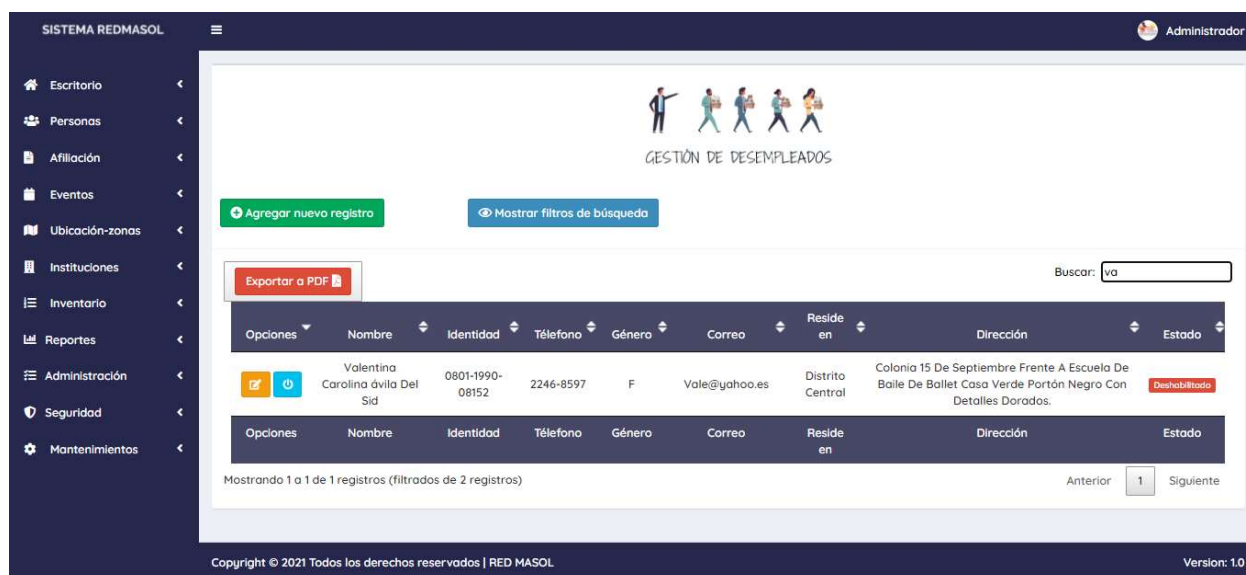 SISTEMA REDMASOL
Administrador
Escritorio
Personas
Afiliación
Eventos
Ubicación-zonas
Instituciones
Inventario
Reportes
Administración
Seguridad
Mantenimientos
GESTIÓN DE DESEMPLEADOS
Agregar nuevo registro
Mostrar filtros de búsqueda
Exportar a PDF
Buscar: va
Opciones Nombre Identidad Télefono Género Correo Reside en Dirección Estado
Valentina
Carolina ávila Del
Sid
0801-1990-
08152
2246-8597
F
Vale@yahoo.es
Distrito
Central
Colonia 15 De Septiembre Frente A Escuela De
Baile De Ballet Casa Verde Portón Negro Con
Detalles Dorados.
Deshabilitado
Opciones Nombre Identidad Télefono Género Correo Reside en Dirección Estado
Mostrando 1 a 1 de 1 registros (filtrados de 2 registros)
Anterior 1 Siguiente
Copyright © 2021 Todos los derechos reservados | RED MASOL
Version: 1.0